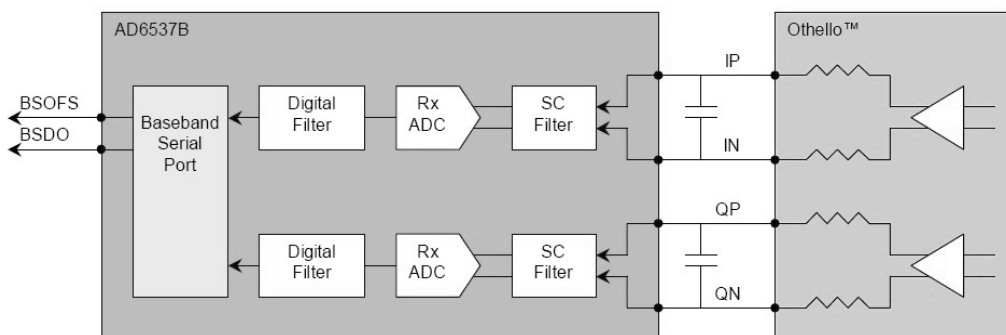 AD6537B
Othello™
BSOFS
BSDO
Baseband
Serial
Port
Digital
Filter
Rx
ADC
SC
Filter
IP
IN
Digital
Filter
Rx
ADC
SC
Filter
QP
QN